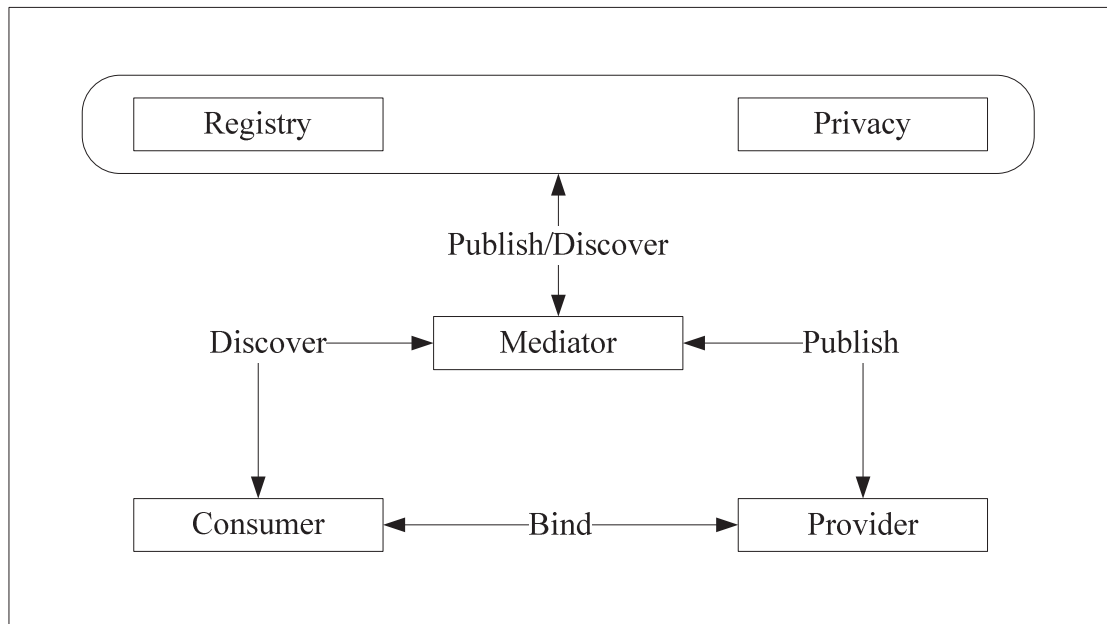 Registry
Privacy
Publish/Discover
Discover
Mediator
Publish
Consumer
Bind
Provider